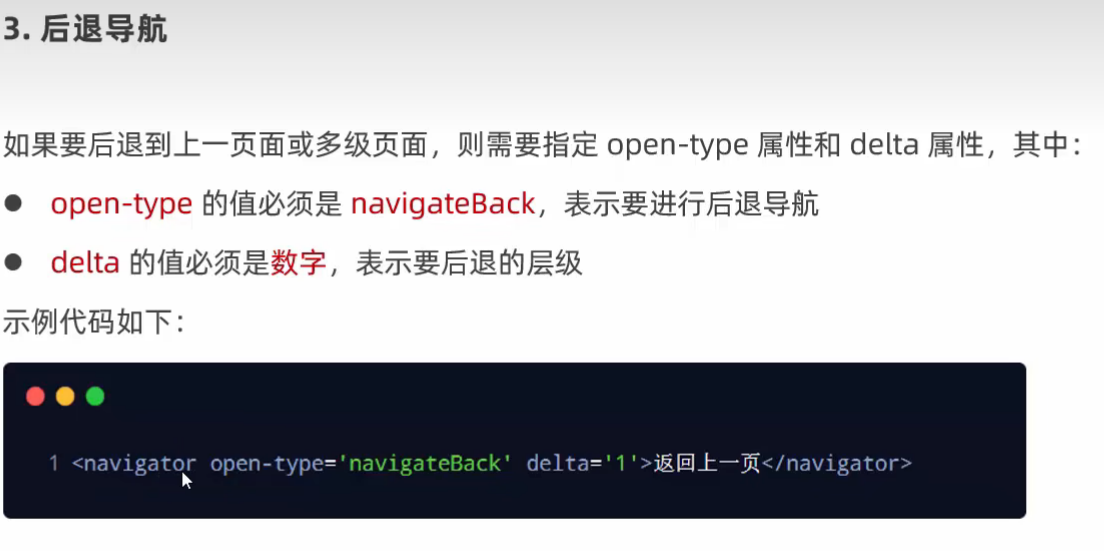 3. 后退导航
如果要后退到上一页面或多级页面，则需要指定 open-type 属性和 delta 属性，其中：
● open-type 的值必须是 navigateBack，表示要进行后退导航
● delta 的值必须是数字，表示要后退的层级
示例代码如下：
1 <navigator open-type='navigateBack' delta='1'>返回上一页</navigator>